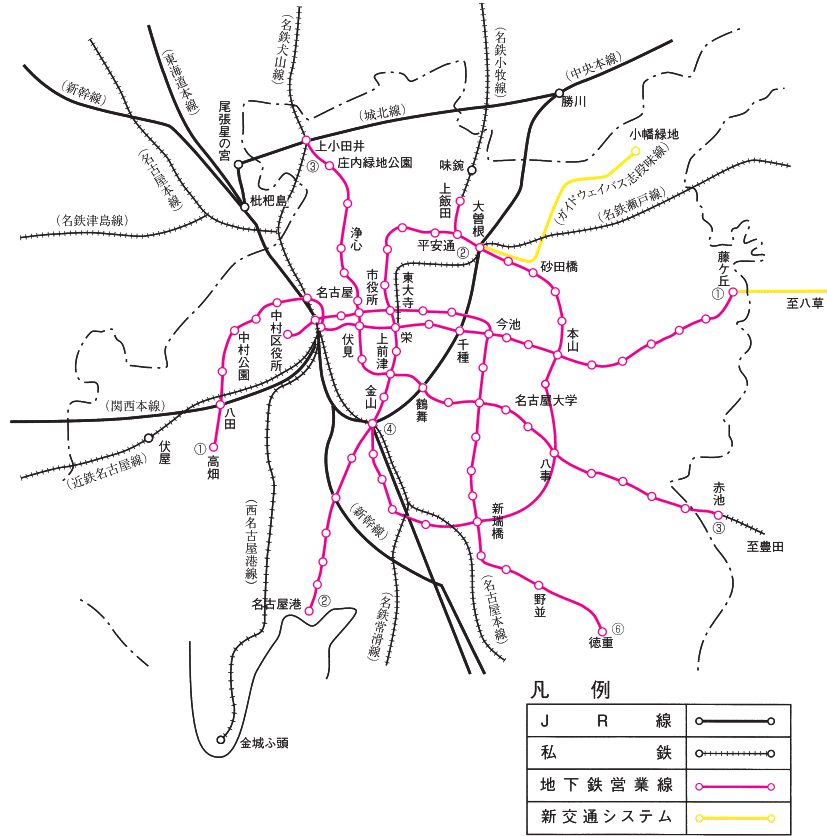 (名鉄犬山線)
(名鉄小牧線)
(東海道本線)
(中央本線)
(新幹線)
尾張星の宮
(城北線)
勝川
小幡緑地
上小田井
③
庄内緑地公園
味鋺
(名古屋本線)
(ガイドウェイバス志段味線)
上飯田
枇杷島
大曽根
(名鉄瀬戸線)
(名鉄津島線)
浄心
平安通
②
砂田橋
藤ケ丘
①
至八草
市役所
東大寺
名古屋
中村区役所
中村公園
伏見
上前津
栄
千種
今池
本山
金山
鶴舞
名古屋大学
(関西本線)
八田
伏屋
①
高畑
④
(近鉄名古屋線)
八事
赤池
③
至豊田
(西名古屋港線)
(新幹線)
新瑞橋
名古屋港
②
(名鉄常滑線)
(名古屋本線)
野並
⑥
徳重
金城ふ頭
凡例
JR線
私鉄
地下鉄営業線
新交通システム